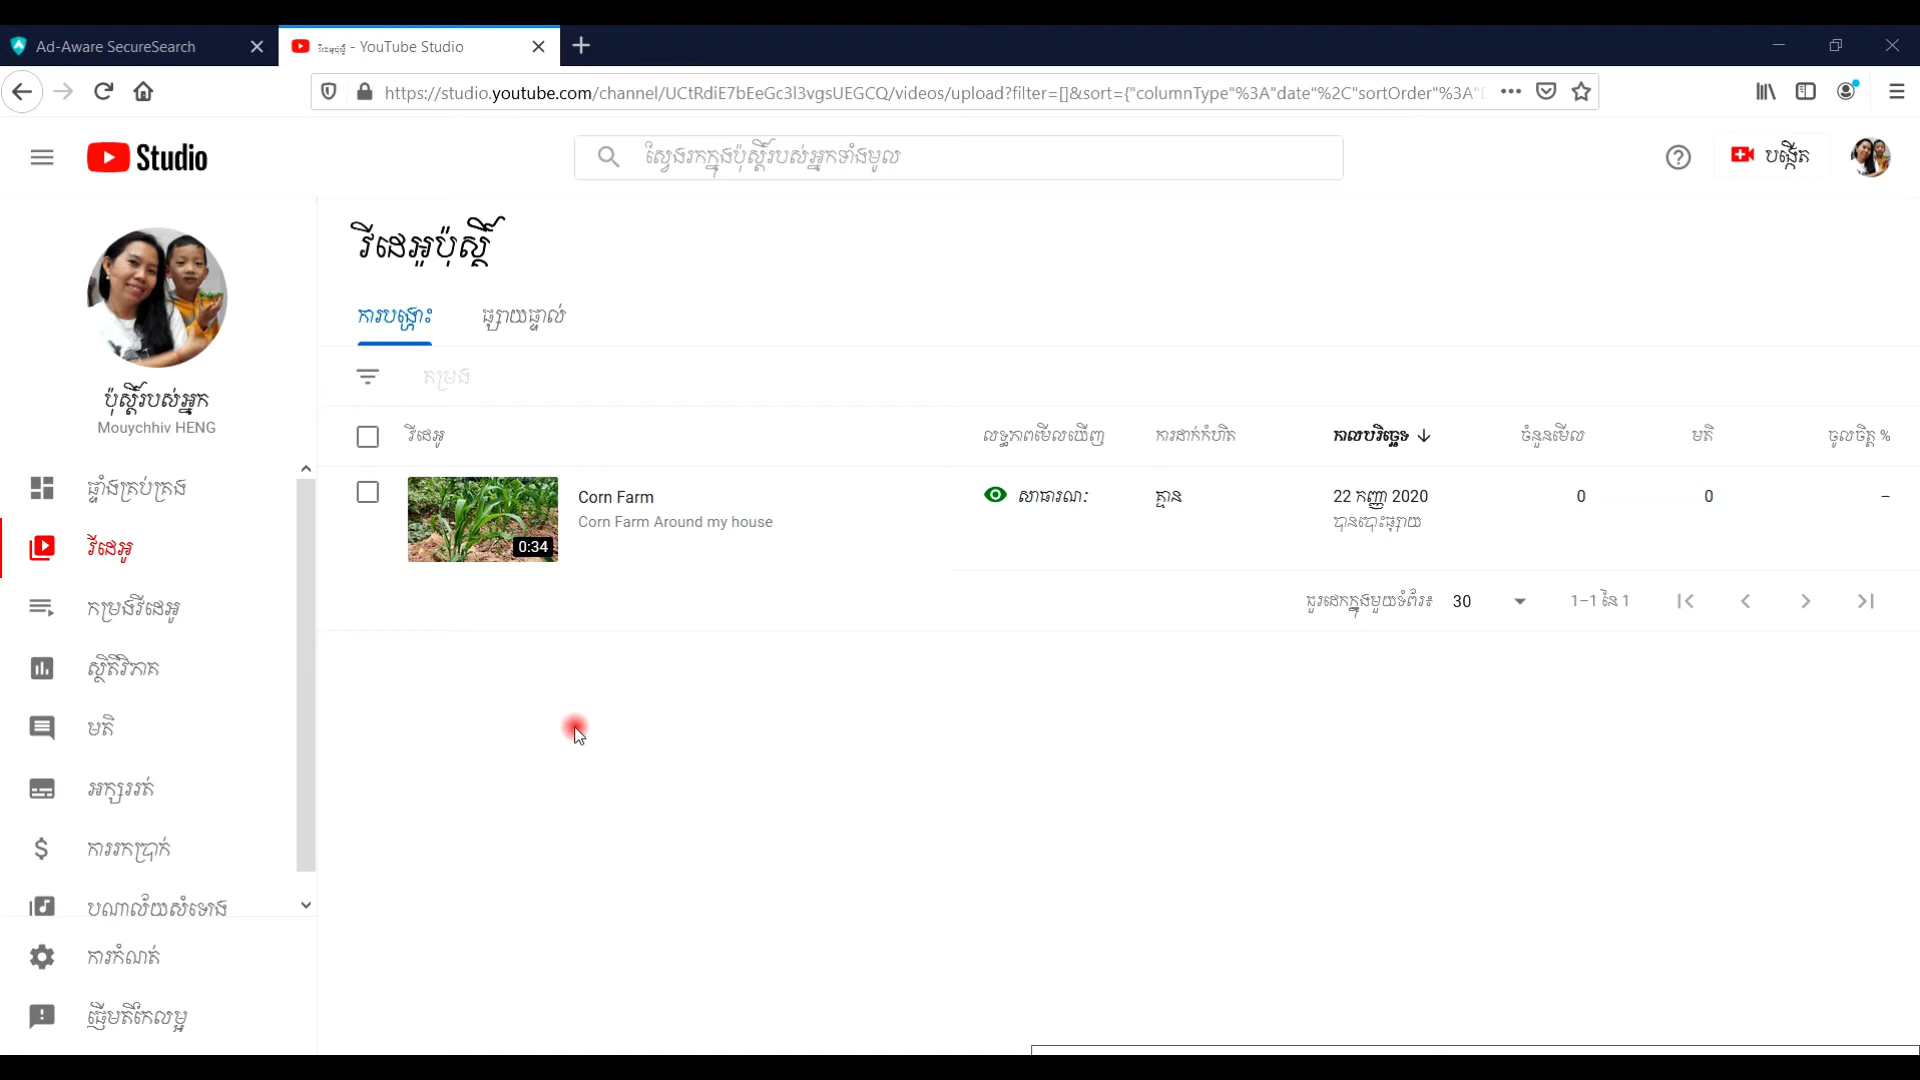 Ad-Aware SecureSearch
វីដេអូប៉ុស្តិ៍ - YouTube Studio
https://studio.youtube.com/channel/UCtRdiE7bEeGc3l3vgsUEGCQ/videos/upload?filter=[]&sort={"columnType"%3A"date"%2C"sortOrder"%3A"
Studio
ស្វែងរកក្នុងប៉ុស្តិ៍របស់អ្នកទាំងមូល
បង្កើត
ប៉ុស្តិ៍របស់អ្នក
Mouychhiv HENG
ផ្ទាំងគ្រប់គ្រង
វីដេអូ
កម្រងវីដេអូ
ស្ថិតិវិភាគ
មតិ
អក្សររត់
ការរកប្រាក់
បណាល័យសំឡេង
ការកំណត់
ផ្ញើមតិកែលម្អ
វីដេអូប៉ុស្តិ៍
ការបង្ហោះ
ផ្សាយផ្ទាល់
តម្រង
វីដេអូ
លទ្ធភាពមើលឃើញ
ការដាក់កំហិត
កាលបរិច្ឆេទ
ចំនួនមើល
មតិ
ចូលចិត្ត %
0:34
Corn Farm
Corn Farm Around my house
សាធារណៈ
គ្មាន
22 កញ្ញា 2020
បានបោះផ្សាយ
0
0
–
ជួរដេកក្នុងមួយទំព័រ៖
30
1–1 នៃ 1